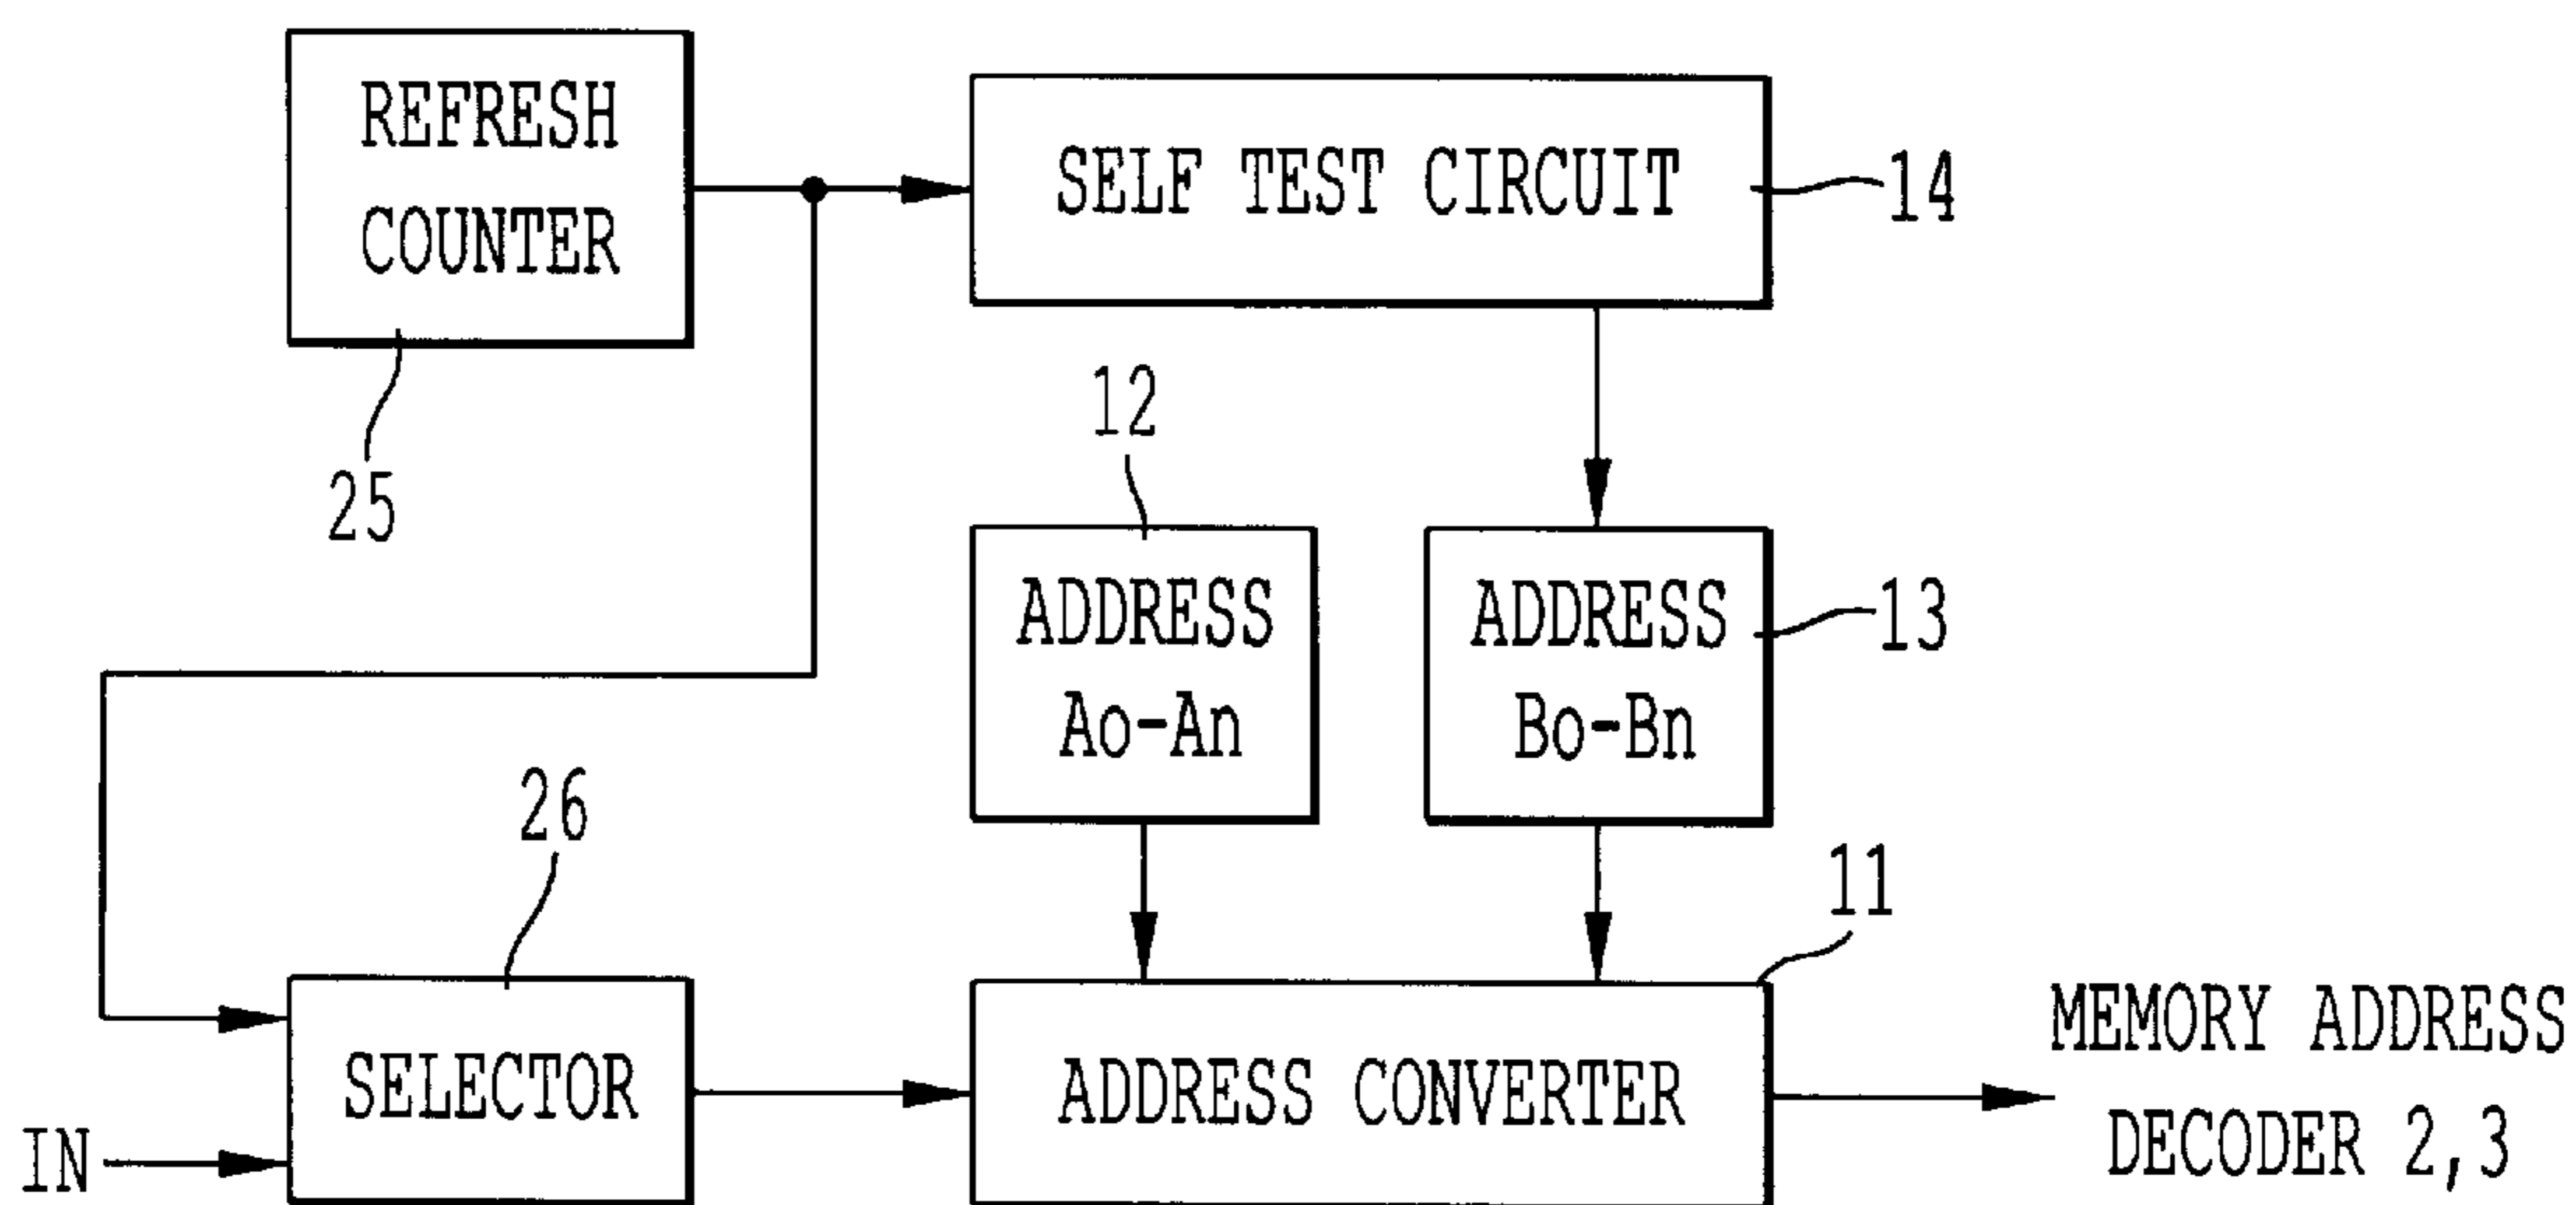 REFRESH
COUNTER
25
SELF TEST CIRCUIT
14
12
ADDRESS
Ao-An
ADDRESS
Bo-Bn
13
26
SELECTOR
IN
11
ADDRESS CONVERTER
MEMORY ADDRESS
DECODER 2,3